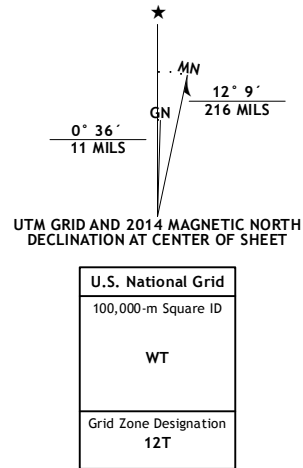 ★
MN
GN
12° 9´
216 MILS
0° 36´
11 MILS
UTM GRID AND 2014 MAGNETIC NORTH
DECLINATION AT CENTER OF SHEET
U.S. National Grid
100,000-m Square ID
WT
Grid Zone Designation
12T